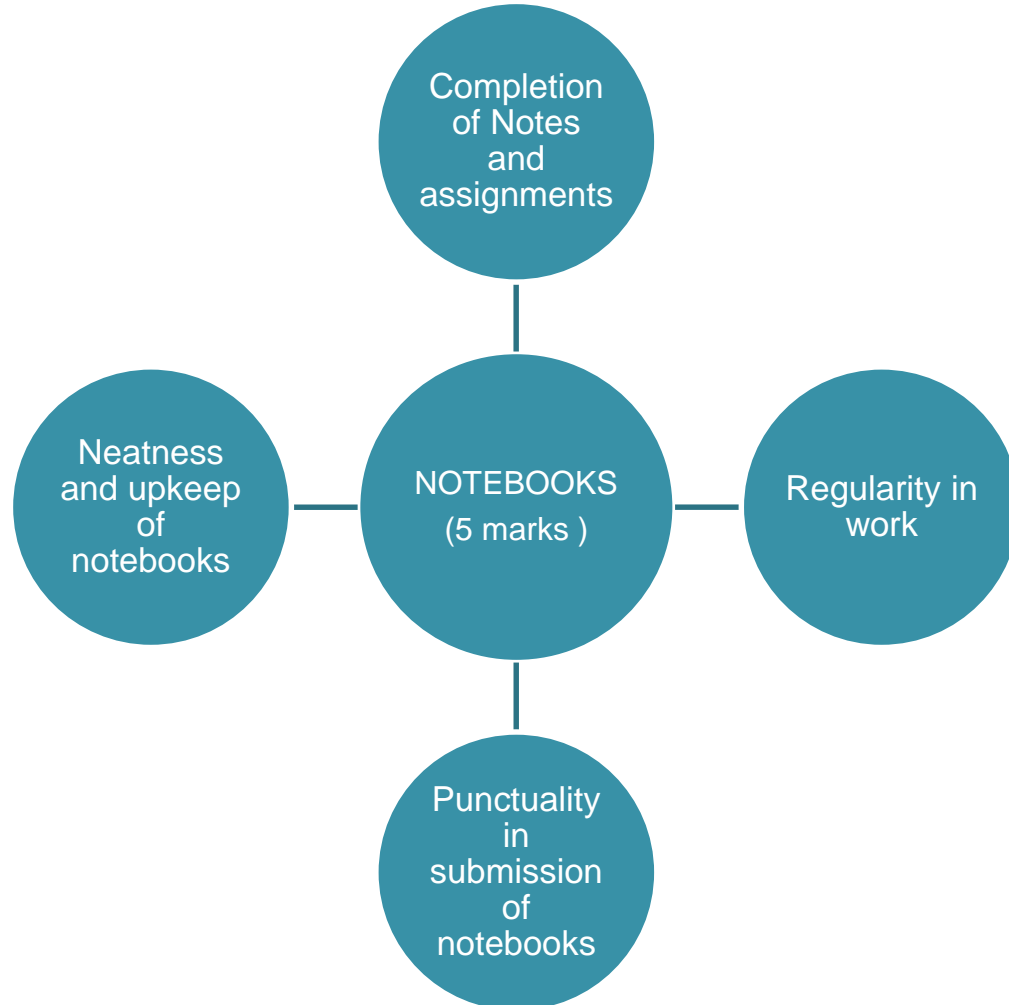 Completion
of Notes
and
assignments
Neatness
and upkeep
of
notebooks
NOTEBOOKS
(5 marks )
Regularity in
work
Punctuality
in
submission
of
notebooks